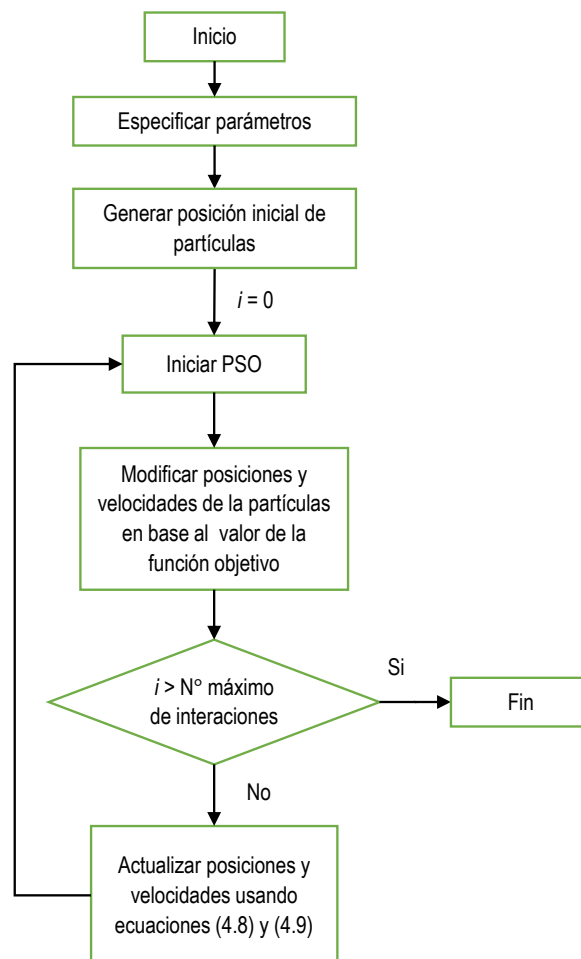 Inicio
Especificar parámetros
Generar posición inicial de
partículas
i = 0
Iniciar PSO
Modificar posiciones y
velocidades de la partículas
en base al valor de la
función objetivo
i > N° máximo
de interaciones
Si
Fin
No
Actualizar posiciones y
velocidades usando
ecuaciones (4.8) y (4.9)